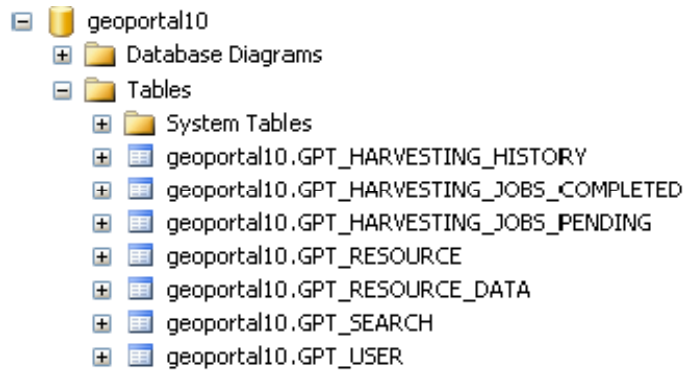 geoportal10
Database Diagrams
Tables
System Tables
geoportal10.GPT_HARVESTING_HISTORY
geoportal10.GPT_HARVESTING_JOBS_COMPLETED
geoportal10.GPT_HARVESTING_JOBS_PENDING
geoportal10.GPT_RESOURCE
geoportal10.GPT_RESOURCE_DATA
geoportal10.GPT_SEARCH
geoportal10.GPT_USER